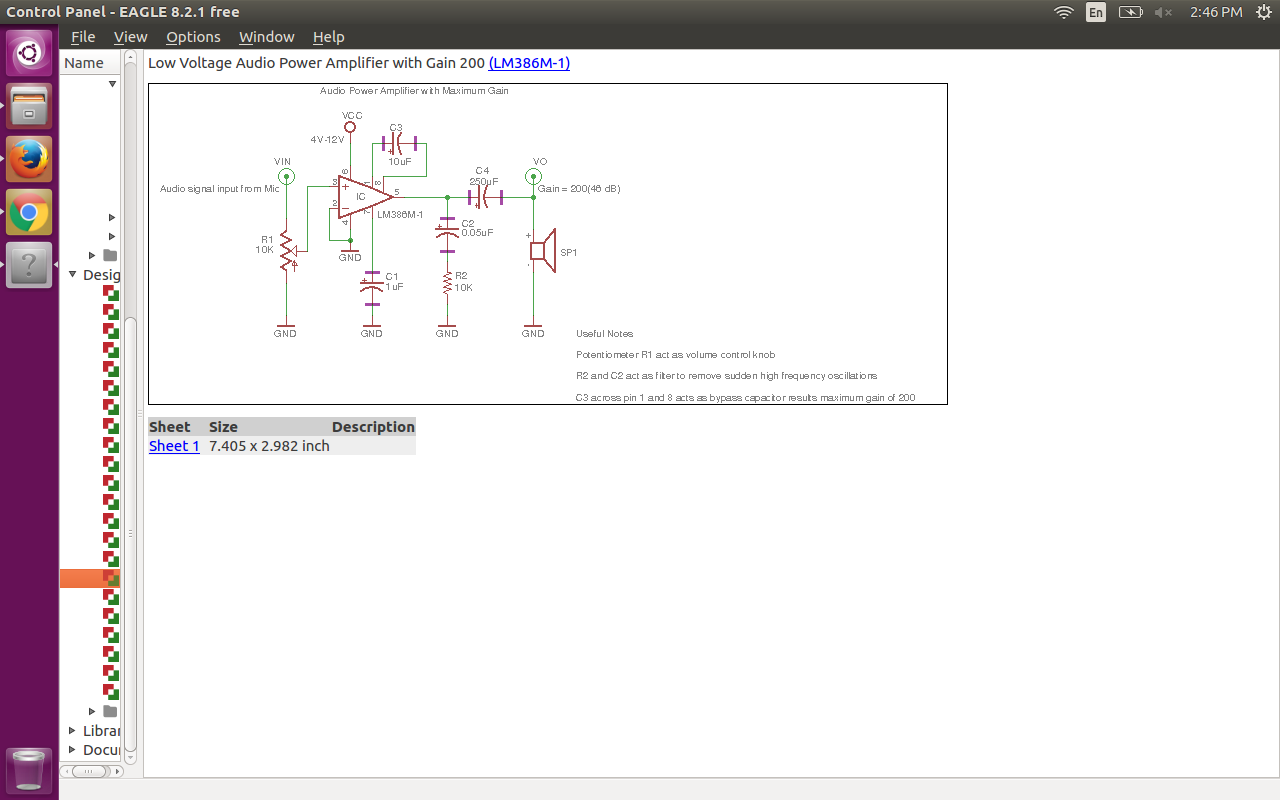 Control Panel - EAGLE 8.2.1 free
En
2:46 PM
File View Options Window Help
Name
Low Voltage Audio Power Amplifier with Gain 200 (LM386M-1)
Audio Power Amplifier with Maximum Gain
VCC
4V-12V
C3
10uF
VIN
Audio signal input from Mic
6
1
8
3
2
5
4
7
IC
LM386M-1
C4
250uF
VO
Gain = 200(46 dB)
R1
10K
GND
C2
0.05uF
SP1
C1
1uF
R2
10K
GND
GND
GND
GND
Useful Notes
Potentiometer R1 act as volume control knob
R2 and C2 act as filter to remove sudden high frequency oscillations
C3 across pin 1 and 8 acts as bypass capacitor results maximum gain of 200
Sheet Size Description
Sheet 1 7.405 x 2.982 inch
Desig
Librar
Docu